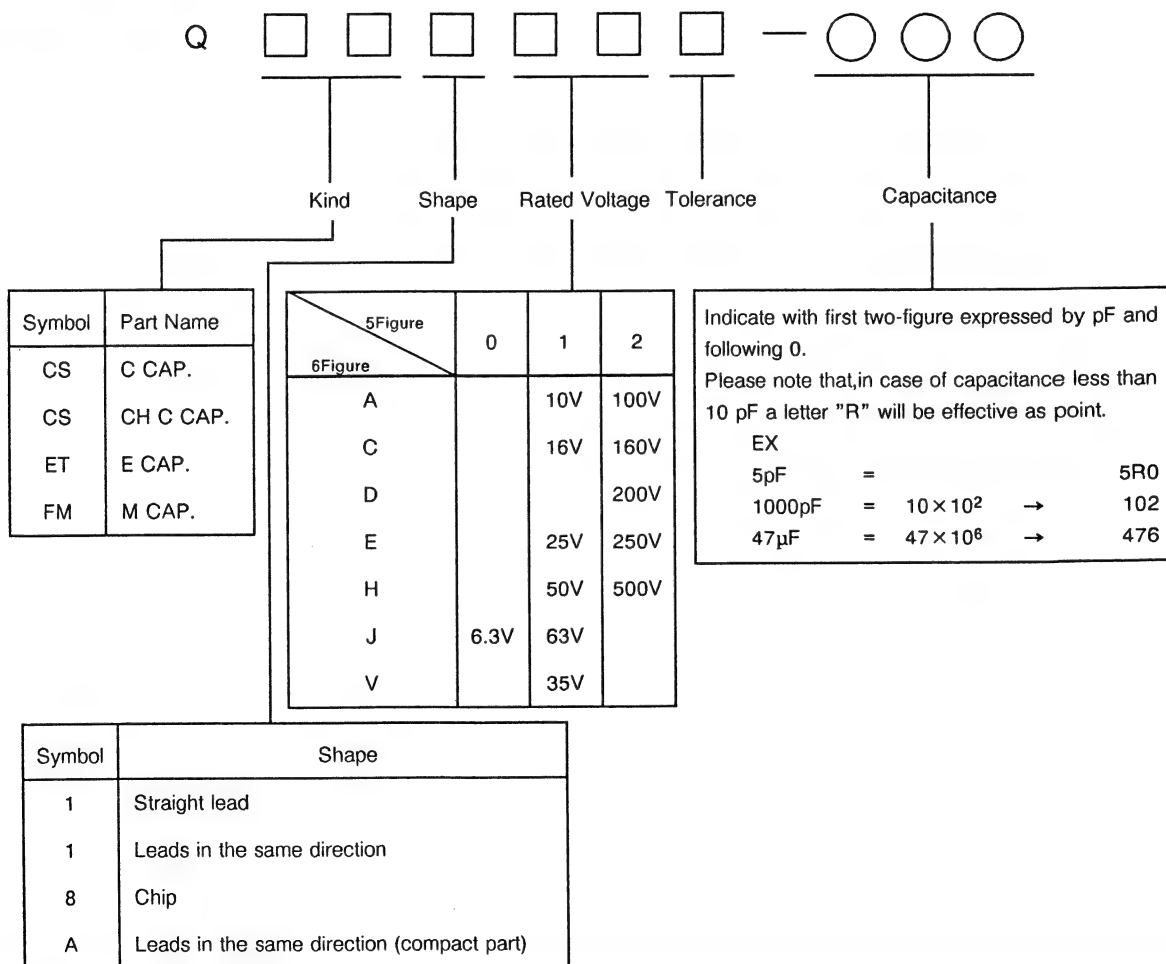 Q □ □ □ □ □ □ — ○ ○ ○
Kind Shape Rated Voltage Tolerance Capacitance
Symbol Part Name
CS C CAP.
CS CH C CAP.
ET E CAP.
FM M CAP.
5Figure
6Figure
0 1 2
A 10V 100V
C 16V 160V
D 200V
E 25V 250V
H 50V 500V
J 6.3V 63V
V 35V
Indicate with first two-figure expressed by pF and
following 0.
Please note that,in case of capacitance less than
10 pF a letter ”R” will be effective as point.
EX
5pF = 5R0
1000pF = 10×10² → 102
47µF = 47×10⁶ → 476
Symbol Shape
1 Straight lead
1 Leads in the same direction
8 Chip
A Leads in the same direction (compact part)